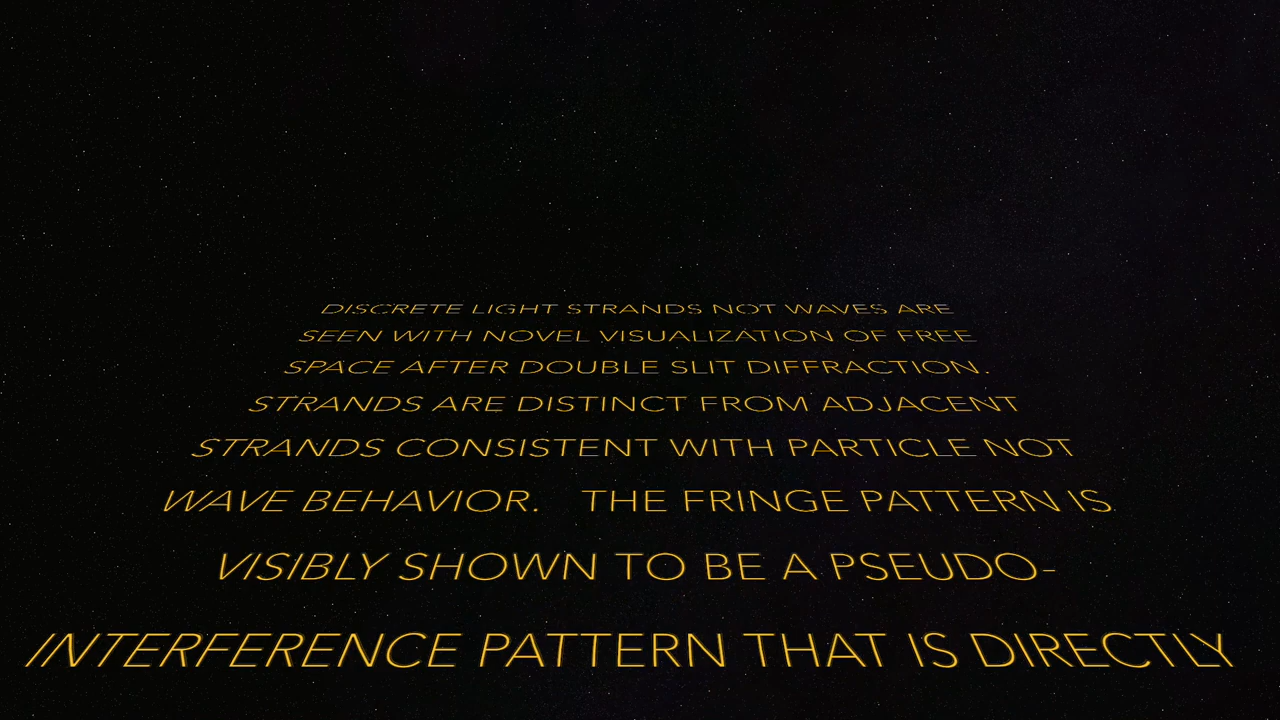 DISCRETE LIGHT STRANDS NOT WAVES ARE
SEEN WITH NOVEL VISUALIZATION OF FREE
SPACE AFTER DOUBLE SLIT DIFFRACTION.
STRANDS ARE DISTINCT FROM ADJACENT
STRANDS CONSISTENT WITH PARTICLE NOT
WAVE BEHAVIOR. THE FRINGE PATTERN IS
VISIBLY SHOWN TO BE A PSEUDO-
INTERFERENCE PATTERN THAT IS DIRECTLY